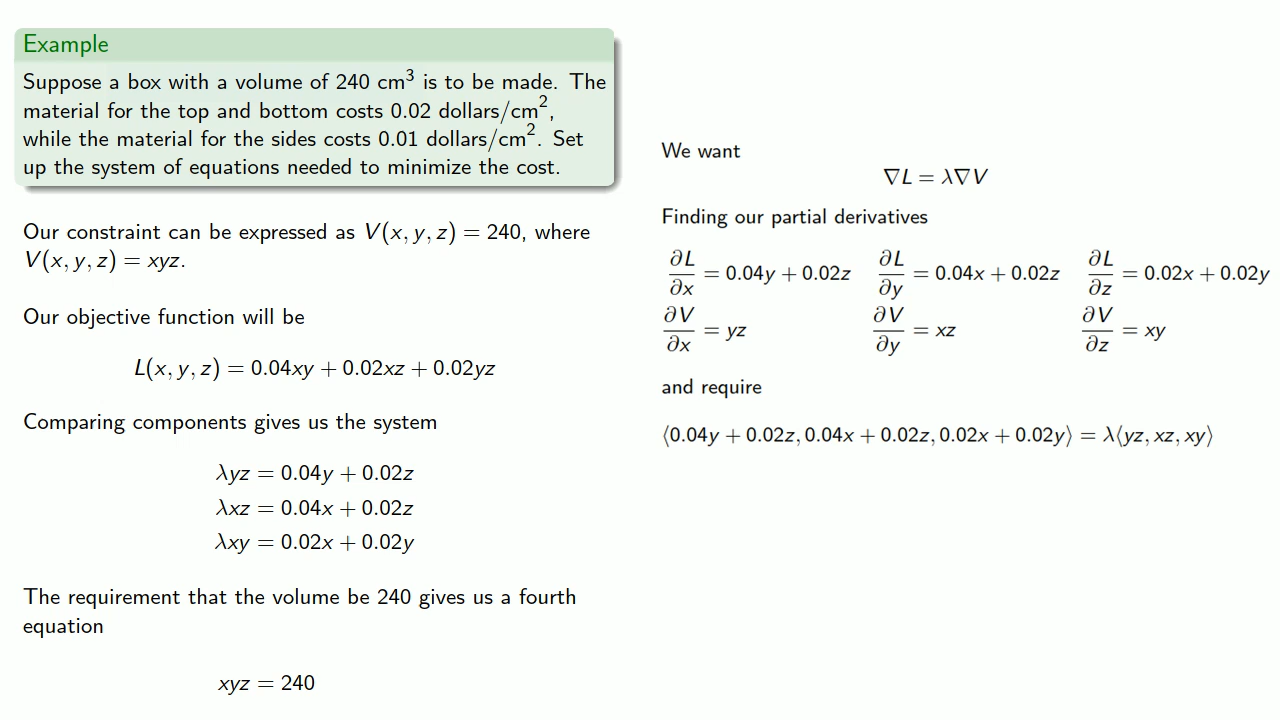 Example
Suppose a box with a volume of 240 cm³ is to be made. The
material for the top and bottom costs 0.02 dollars/cm²,
while the material for the sides costs 0.01 dollars/cm². Set
up the system of equations needed to minimize the cost.
Our constraint can be expressed as V(x, y, z) = 240, where
V(x, y, z) = xyz.
Our objective function will be
L(x, y, z) = 0.04xy + 0.02xz + 0.02yz
Comparing components gives us the system
λyz = 0.04y + 0.02z
λxz = 0.04x + 0.02z
λxy = 0.02x + 0.02y
The requirement that the volume be 240 gives us a fourth
equation
xyz = 240
We want
∇L = λ∇V
Finding our partial derivatives
∂L/∂x = 0.04y + 0.02z ∂L/∂y = 0.04x + 0.02z ∂L/∂z = 0.02x + 0.02y
∂V/∂x = yz ∂V/∂y = xz ∂V/∂z = xy
and require
⟨0.04y + 0.02z, 0.04x + 0.02z, 0.02x + 0.02y⟩ = λ⟨yz, xz, xy⟩